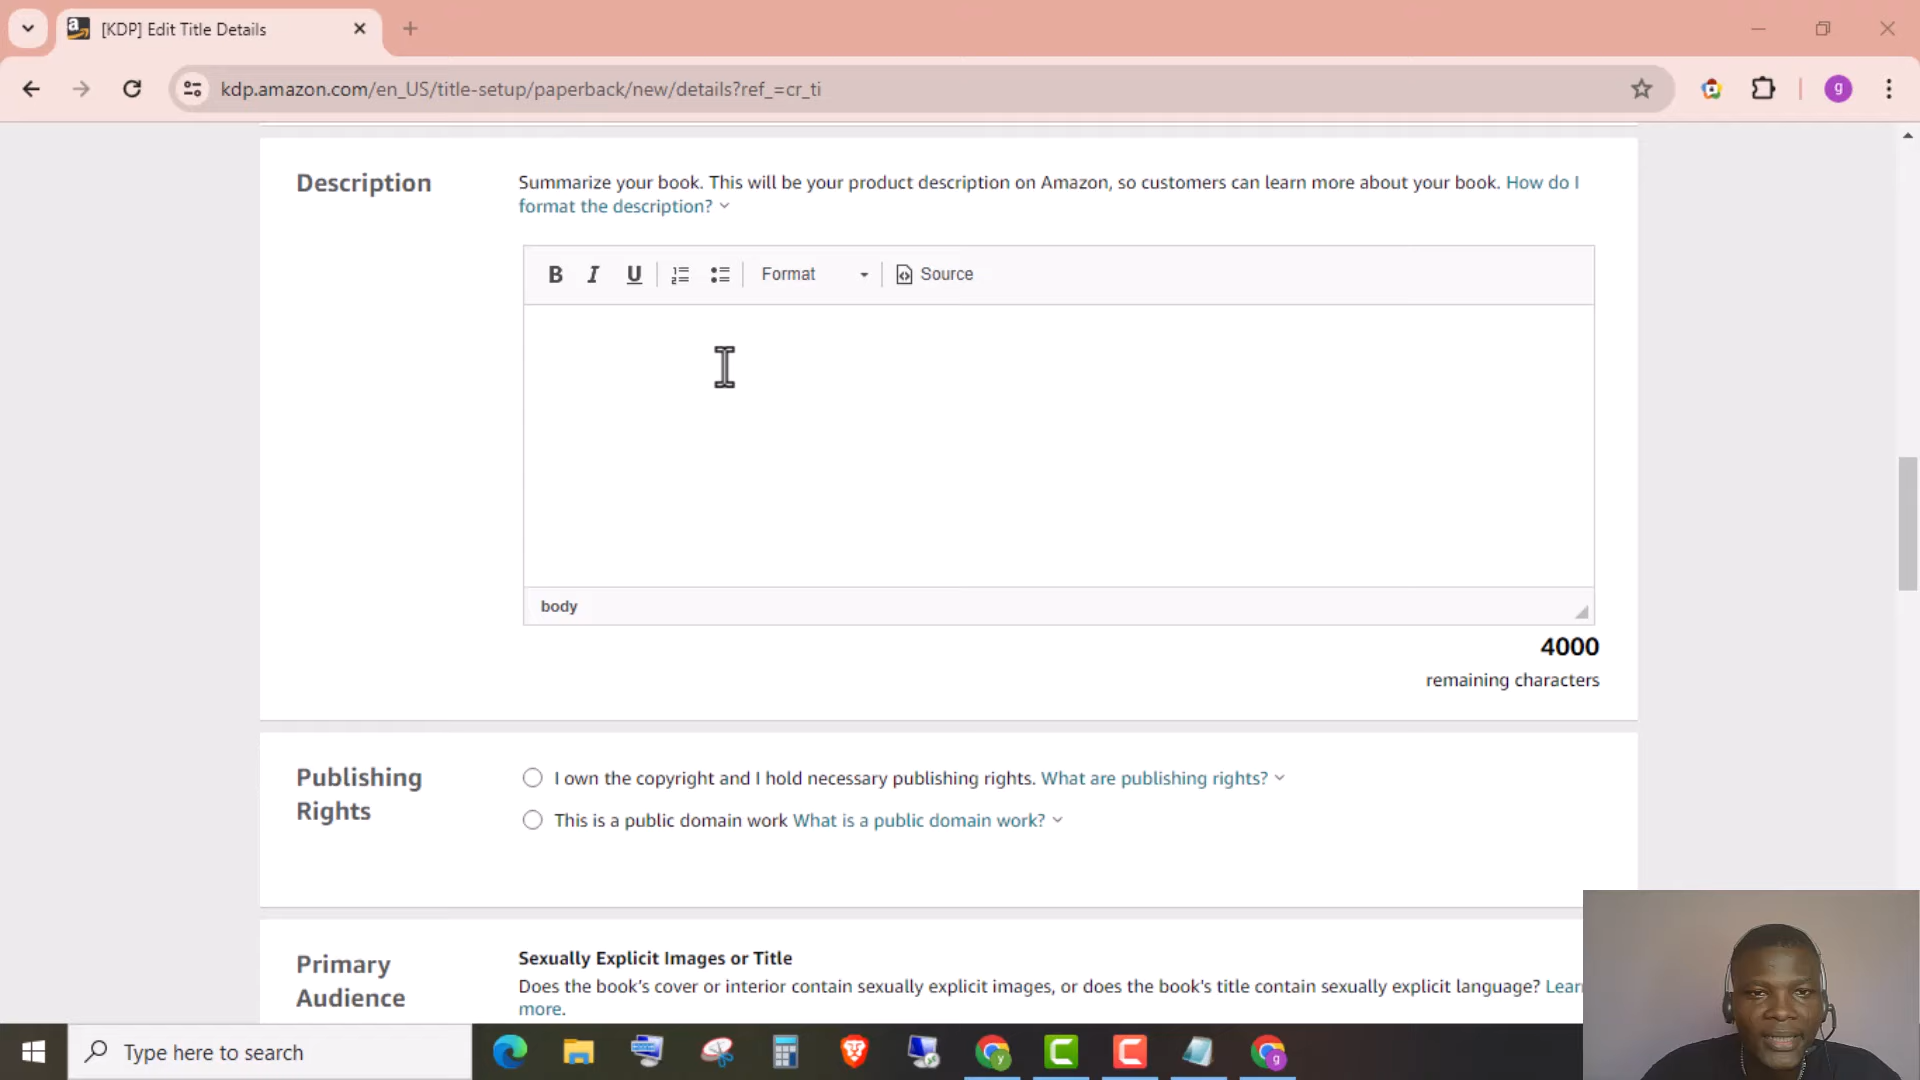 [KDP] Edit Title Details
kdp.amazon.com/en_US/title-setup/paperback/new/details?ref_=cr_ti
g
Description
Summarize your book. This will be your product description on Amazon, so customers can learn more about your book. How do I
format the description?
B I U Format Source
body
4000
remaining characters
Publishing
Rights
I own the copyright and I hold necessary publishing rights. What are publishing rights?
This is a public domain work What is a public domain work?
Primary
Audience
Sexually Explicit Images or Title
Does the book's cover or interior contain sexually explicit images, or does the book's title contain sexually explicit language? Lear
more.
Type here to search